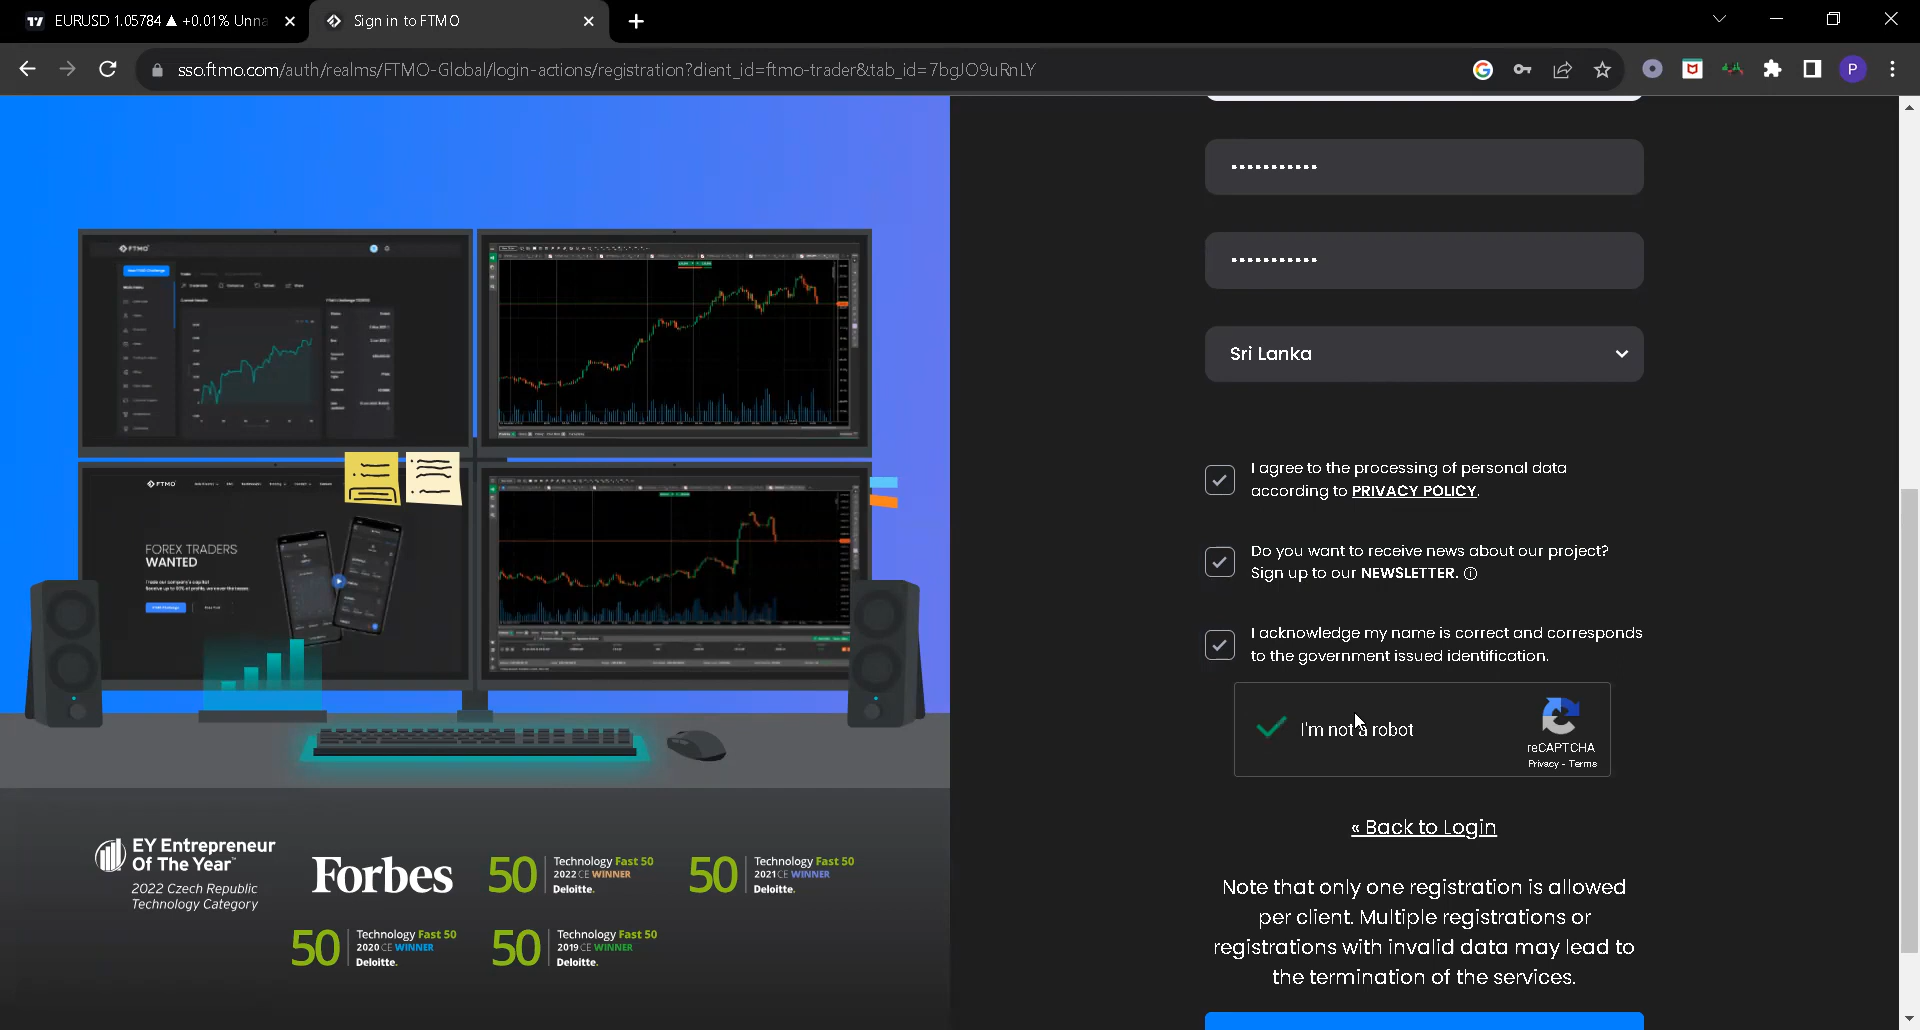 EURUSD 1.05784 ▲ +0.01% Unna
Sign in to FTMO
sso.ftmo.com/auth/realms/FTMO-Global/login-actions/registration?client_id=ftmo-trader&tab_id=7bgJO9uRnLY
P
•••••••••••
•••••••••••
Sri Lanka
I agree to the processing of personal data
according to PRIVACY POLICY.
Do you want to receive news about our project?
Sign up to our NEWSLETTER.
I acknowledge my name is correct and corresponds
to the government issued identification.
I'm not a robot
reCAPTCHA
Privacy - Terms
« Back to Login
Note that only one registration is allowed
per client. Multiple registrations or
registrations with invalid data may lead to
the termination of the services.
FTMO
FTMO
FOREX TRADERS
WANTED
EY Entrepreneur
Of The Year™
2022 Czech Republic
Technology Category
Forbes
50 Technology Fast 50
2022 CE WINNER
Deloitte.
50 Technology Fast 50
2021 CE WINNER
Deloitte.
50 Technology Fast 50
2020 CE WINNER
Deloitte.
50 Technology Fast 50
2019 CE WINNER
Deloitte.